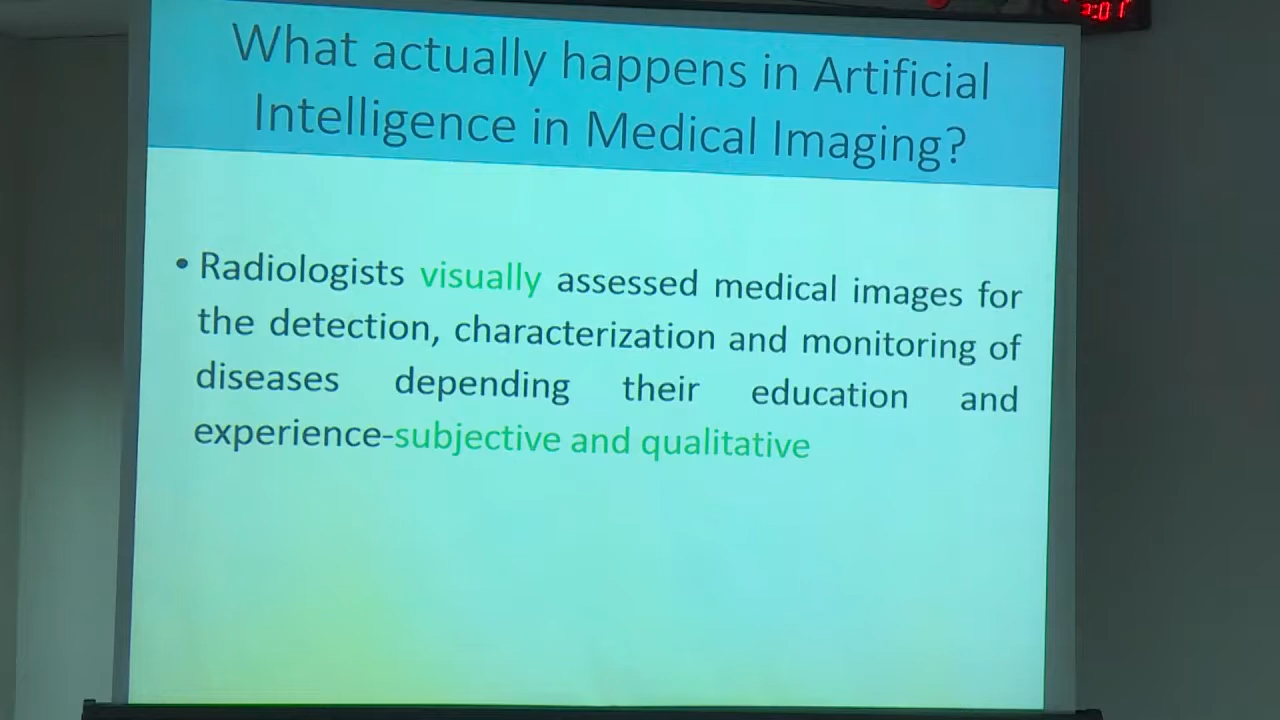 What actually happens in Artificial
Intelligence in Medical Imaging?
• Radiologists visually assessed medical images for
the detection, characterization and monitoring of
diseases depending their education and
experience-subjective and qualitative